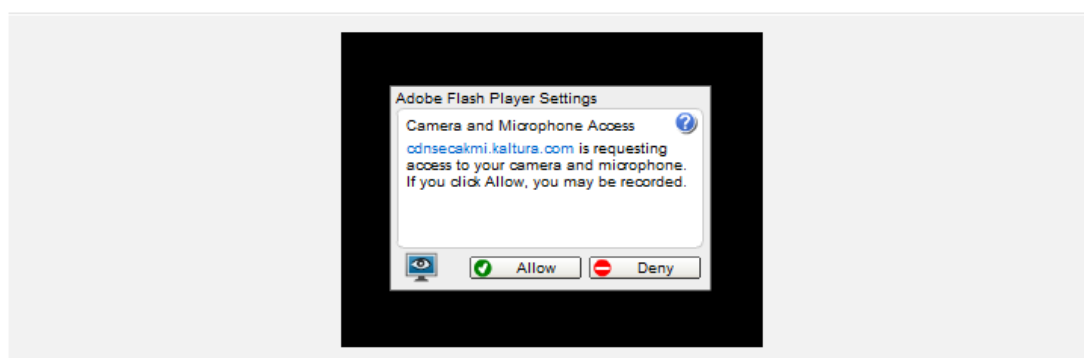 Adobe Flash Player Settings
Camera and Microphone Access
cdnsecakmi.kaltura.com is requesting
access to your camera and microphone.
If you click Allow, you may be recorded.
Allow
Deny